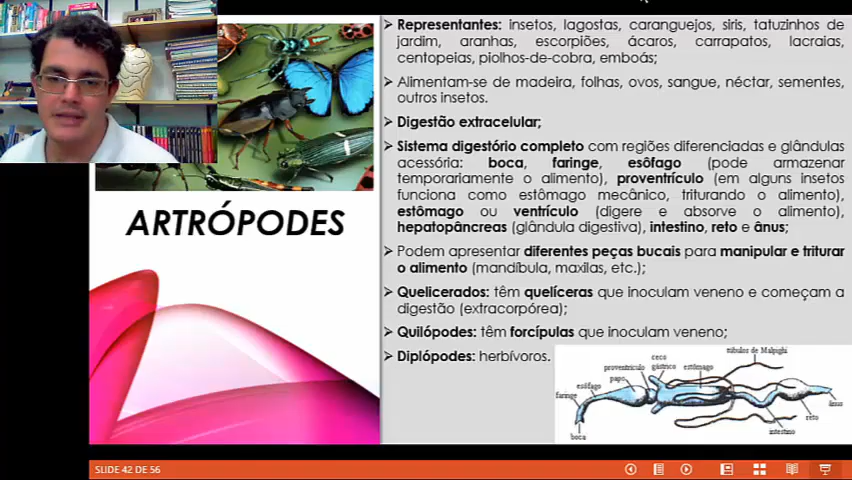 ARTRÓPODES
➢ Representantes: insetos, lagostas, caranguejos, siris, tatuzinhos de
jardim, aranhas, escorpiões, ácaros, carrapatos, lacraias,
centopeias, piolhos-de-cobra, emboás;
➢ Alimentam-se de madeira, folhas, ovos, sangue, néctar, sementes,
outros insetos.
➢ Digestão extracelular;
➢ Sistema digestório completo com regiões diferenciadas e glândulas
acessória: boca, faringe, esôfago (pode armazenar
temporariamente o alimento), proventrículo (em alguns insetos
funciona como estômago mecânico, triturando o alimento),
estômago ou ventrículo (digere e absorve o alimento),
hepatopâncreas (glândula digestiva), intestino, reto e ânus;
➢ Podem apresentar diferentes peças bucais para manipular e triturar
o alimento (mandíbula, maxilas, etc.);
➢ Quelicerados: têm quelíceras que inoculam veneno e começam a
digestão (extracorpórea);
➢ Quilópodes: têm forcípulas que inoculam veneno;
➢ Diplópodes: herbívoros.
túbulos de Malpighi
ceco
gástrico
estômago
proventrículo
papo
esôfago
faringe
boca
intestino
reto
ânus
SLIDE 42 DE 56